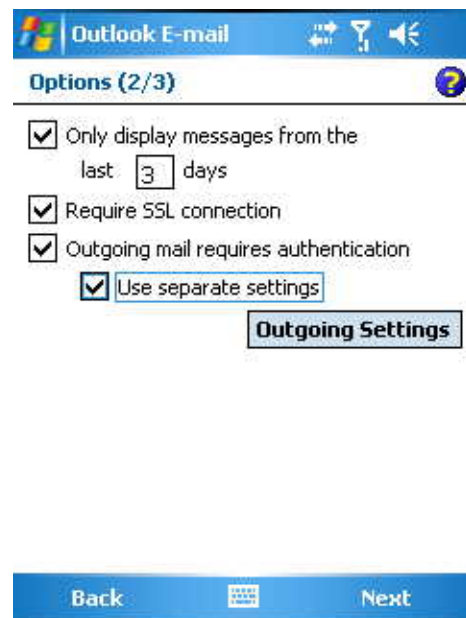 Outlook E-mail
Options (2/3)
?
Only display messages from the
last 3 days
Require SSL connection
Outgoing mail requires authentication
Use separate settings
Outgoing Settings
Back Next